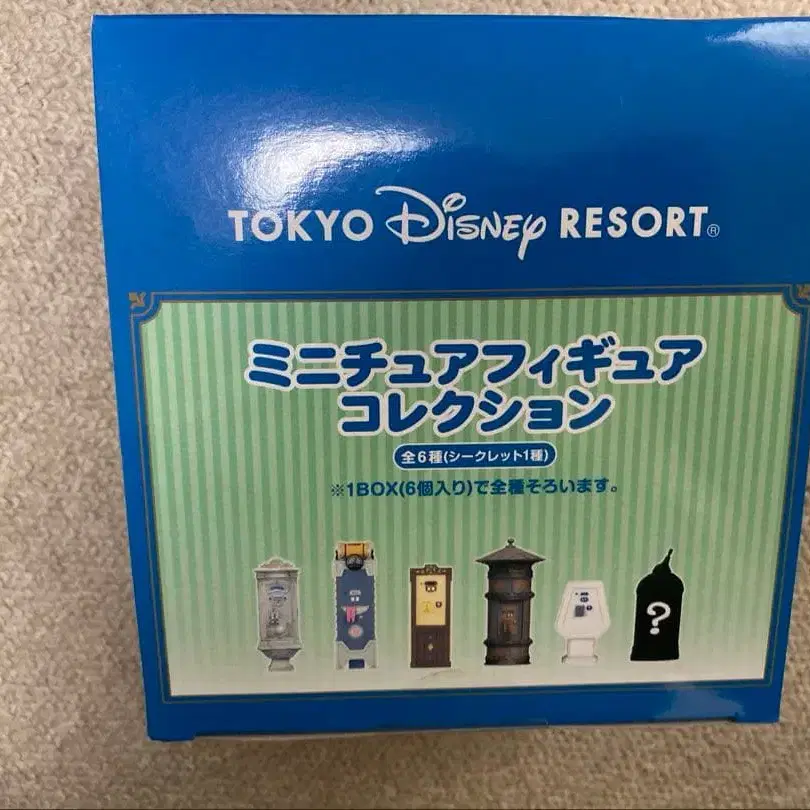 TOKYO Disney RESORT®
ミニチュアフィギュア
コレクション
全6種(シークレット1種)
※1BOX(6個入り)で全種そろいます。
?